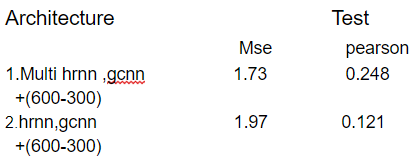 Architecture Test
Mse pearson
1.Multi hrnn ,gcnn 1.73 0.248
+(600-300)
2.hrnn,gcnn 1.97 0.121
+(600-300)